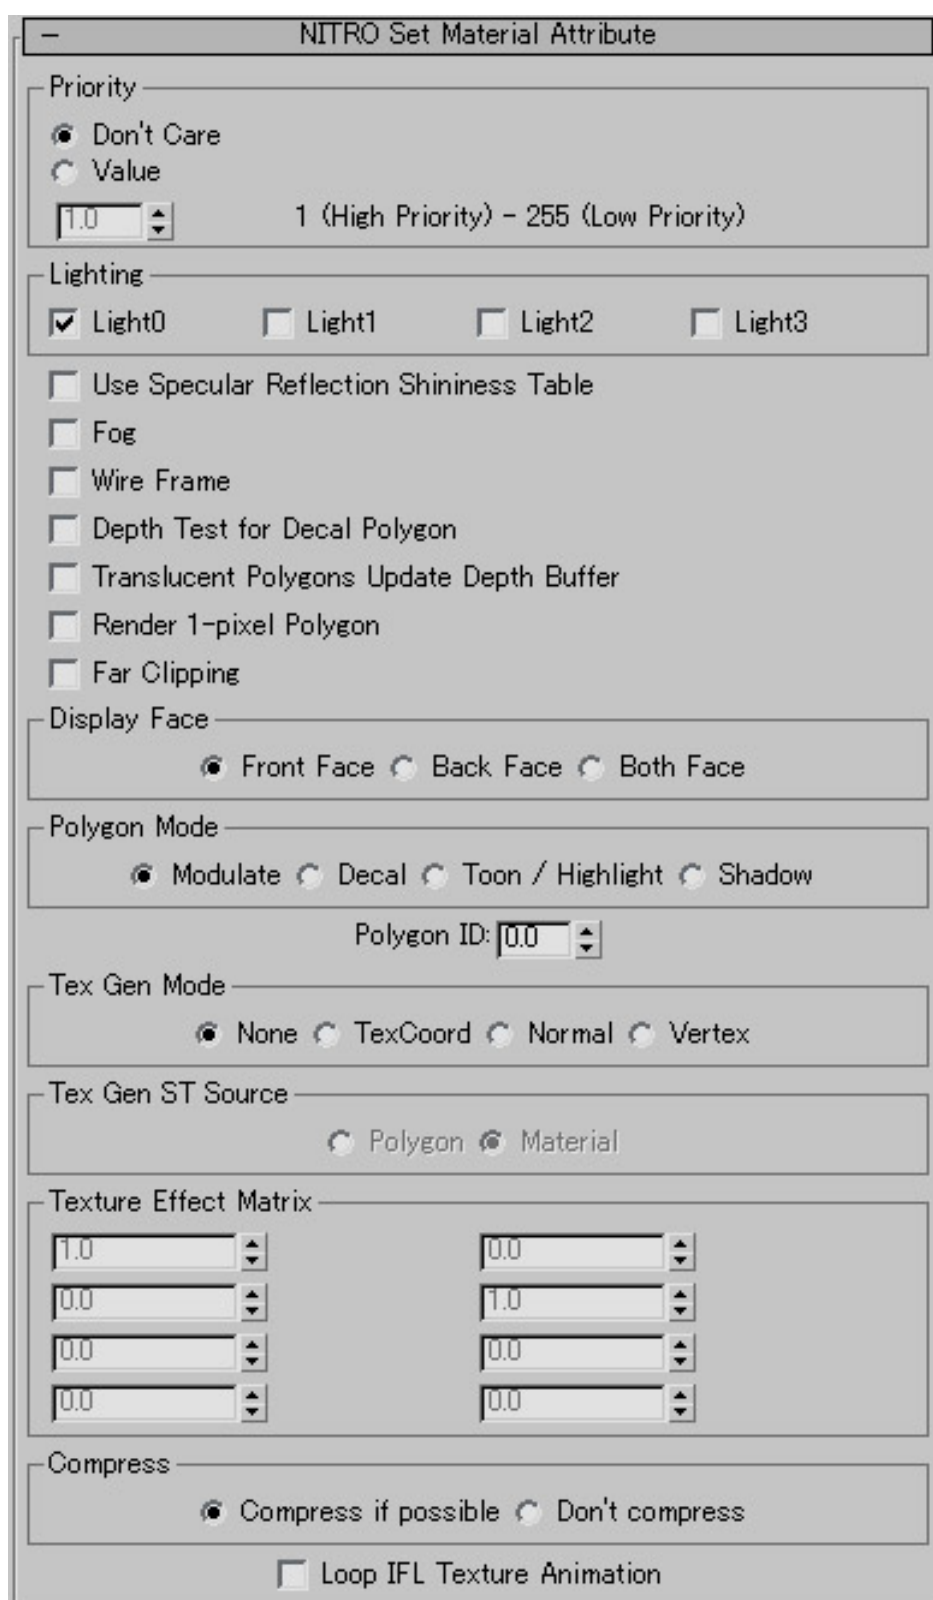 NITRO Set Material Attribute
Priority
Don't Care
Value
1.0 1 (High Priority) - 255 (Low Priority)
Lighting
Light0 Light1 Light2 Light3
Use Specular Reflection Shininess Table
Fog
Wire Frame
Depth Test for Decal Polygon
Translucent Polygons Update Depth Buffer
Render 1-pixel Polygon
Far Clipping
Display Face
Front Face Back Face Both Face
Polygon Mode
Modulate Decal Toon / Highlight Shadow
Polygon ID: 0.0
Tex Gen Mode
None TexCoord Normal Vertex
Tex Gen ST Source
Polygon Material
Texture Effect Matrix
1.0 0.0
0.0 1.0
0.0 0.0
0.0 0.0
Compress
Compress if possible Don't compress
Loop IFL Texture Animation